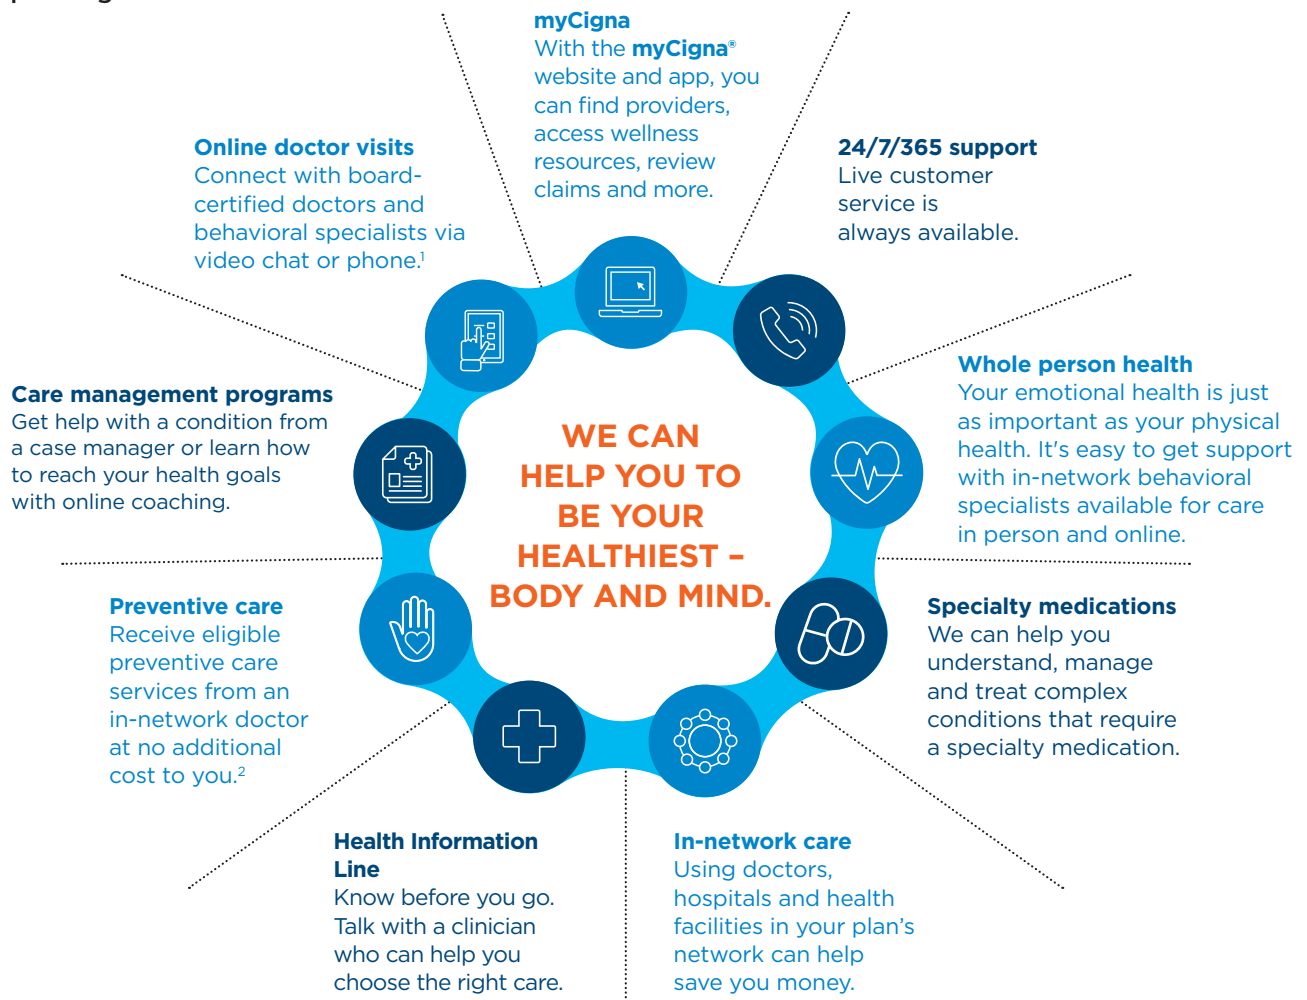 myCigna
With the myCigna®
website and app, you
can find providers,
access wellness
resources, review
claims and more.
24/7/365 support
Live customer
service is
always available.
Whole person health
Your emotional health is just
as important as your physical
health. It's easy to get support
with in-network behavioral
specialists available for care
in person and online.
Specialty medications
We can help you
understand, manage
and treat complex
conditions that require
a specialty medication.
In-network care
Using doctors,
hospitals and health
facilities in your plan’s
network can help
save you money.
Health Information
Line
Know before you go.
Talk with a clinician
who can help you
choose the right care.
Preventive care
Receive eligible
preventive care
services from an
in-network doctor
at no additional
cost to you.²
Care management programs
Get help with a condition from
a case manager or learn how
to reach your health goals
with online coaching.
Online doctor visits
Connect with board-
certified doctors and
behavioral specialists via
video chat or phone.¹
WE CAN
HELP YOU TO
BE YOUR
HEALTHIEST –
BODY AND MIND.